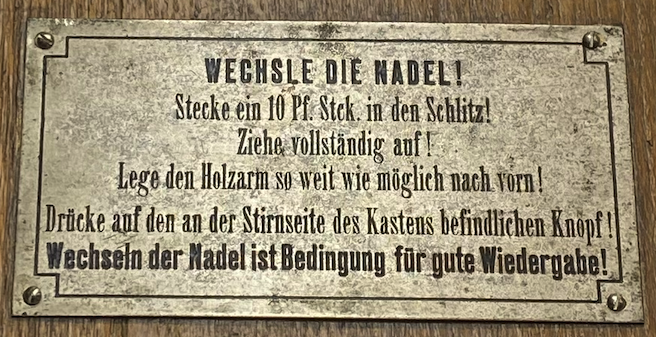 WECHSLE DIE NADEL!
Stecke ein 10 Pf. Stck. in den Schlitz!
Ziehe vollständig auf!
Lege den Holzarm so weit wie möglich nach vorn!
Drücke auf den an der Stirnseite des Kastens befindlichen Knopf!
Wechseln der Nadel ist Bedingung für gute Wiedergabe!